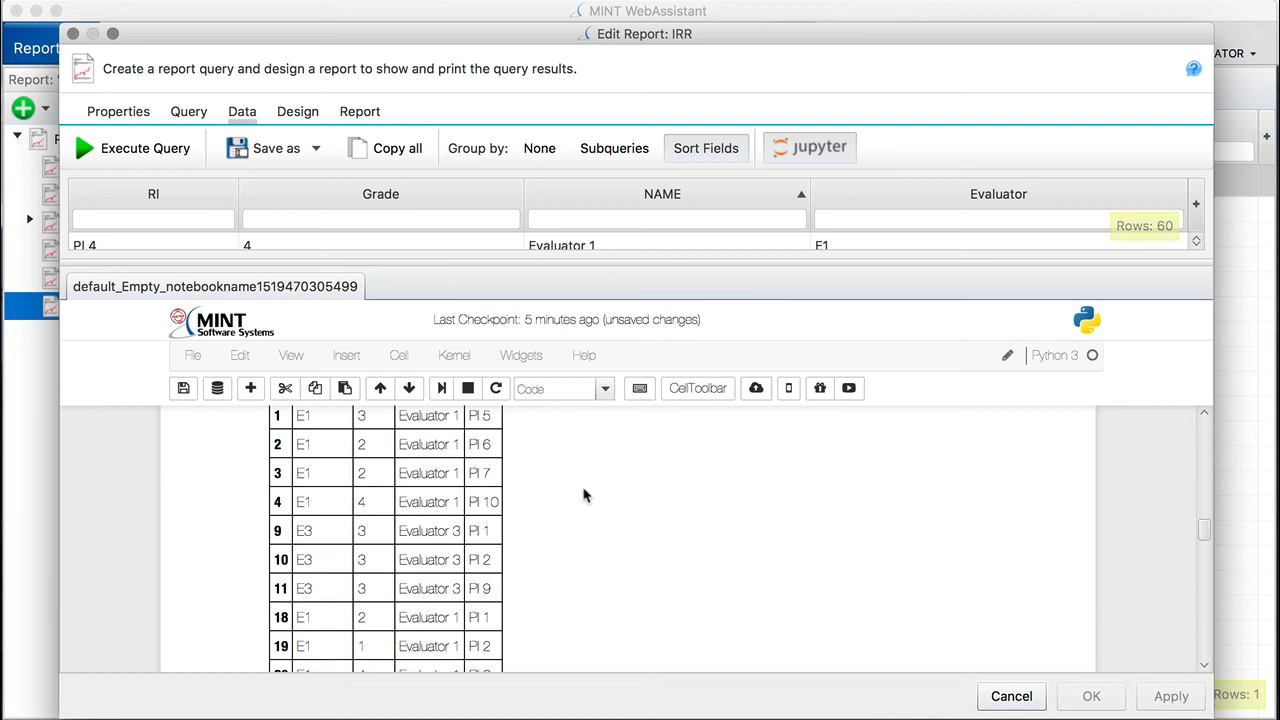 MINT WebAssistant
Edit Report: IRR
Report
ATOR
Report:
Create a report query and design a report to show and print the query results.
Properties Query Data Design Report
Execute Query Save as Copy all Group by: None Subqueries Sort Fields jupyter
RI Grade NAME Evaluator
Rows: 60
PI 4 4 Evaluator 1 E1
default_Empty_notebookname1519470305499
MINT
Software Systems
Last Checkpoint: 5 minutes ago (unsaved changes)
File Edit View Insert Cell Kernel Widgets Help Python 3
Code CellToolbar
1 E1 3 Evaluator 1 PI 5
2 E1 2 Evaluator 1 PI 6
3 E1 2 Evaluator 1 PI 7
4 E1 4 Evaluator 1 PI 10
9 E3 3 Evaluator 3 PI 1
10 E3 3 Evaluator 3 PI 2
11 E3 3 Evaluator 3 PI 9
18 E1 2 Evaluator 1 PI 1
19 E1 1 Evaluator 1 PI 2
Cancel OK Apply
Rows: 1